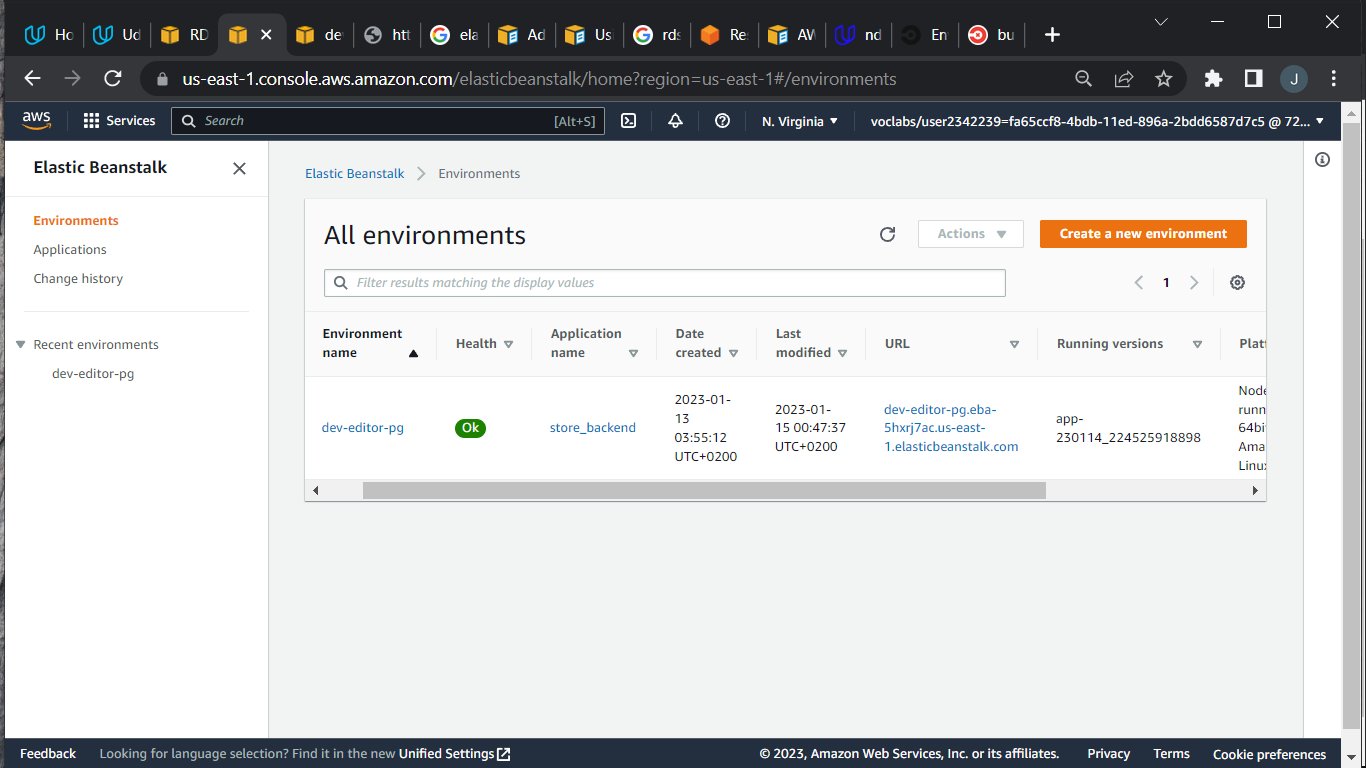 Ho
Ud
RD
de
htt
ela
Ad
Us
rds
Re
AW
nd
En
bu
us-east-1.console.aws.amazon.com/elasticbeanstalk/home?region=us-east-1#/environments
J
aws
Services
Search
[Alt+S]
N. Virginia
voclabs/user2342239=fa65ccf8-4bdb-11ed-896a-2bdd6587d7c5 @ 72...
Elastic Beanstalk
Environments
Applications
Change history
Recent environments
dev-editor-pg
Elastic Beanstalk
Environments
All environments
Actions
Create a new environment
Filter results matching the display values
1
Environment
name
Health
Application
name
Date
created
Last
modified
URL
Running versions
Platf
dev-editor-pg
Ok
store_backend
2023-01-
13
03:55:12
UTC+0200
2023-01-
15 00:47:37
UTC+0200
dev-editor-pg.eba-
5hxrj7ac.us-east-
1.elasticbeanstalk.com
app-
230114_224525918898
Node
runn
64bi
Ama
Linux
Feedback
Looking for language selection? Find it in the new Unified Settings
© 2023, Amazon Web Services, Inc. or its affiliates.
Privacy
Terms
Cookie preferences